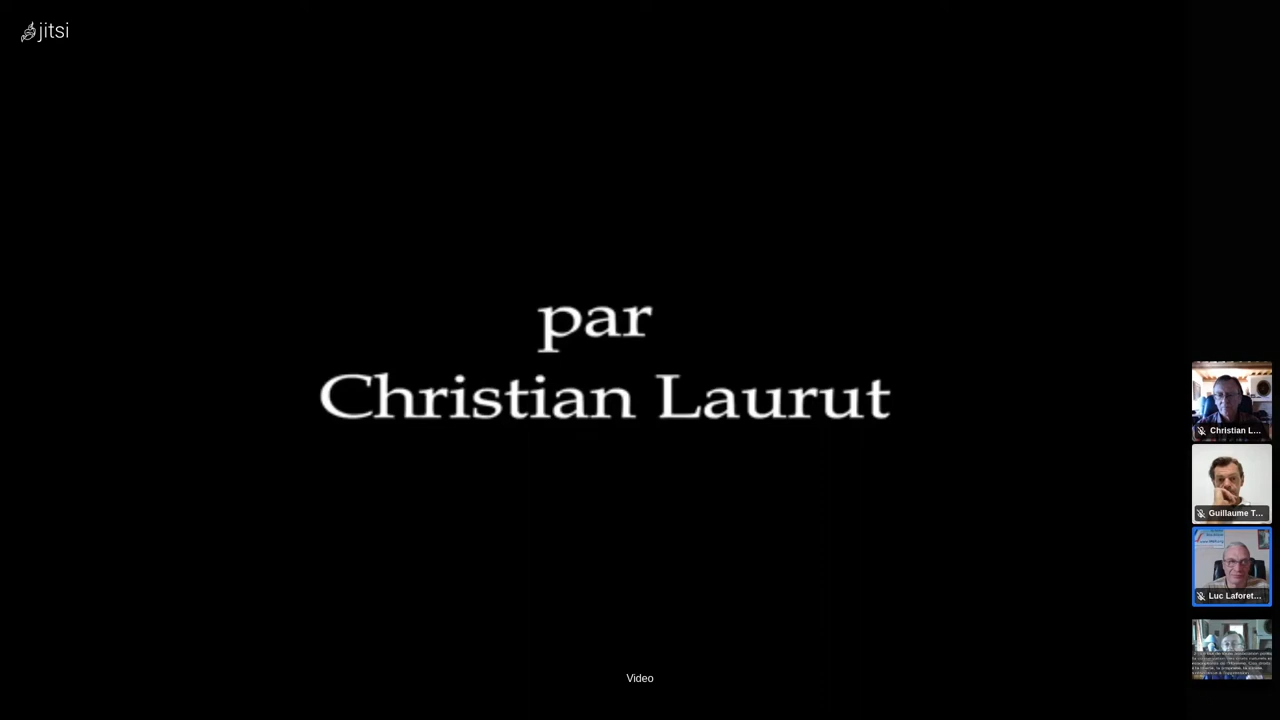 jitsi
par
Christian Laurut
Christian L...
Guillaume T...
Luc Laforet...
Video